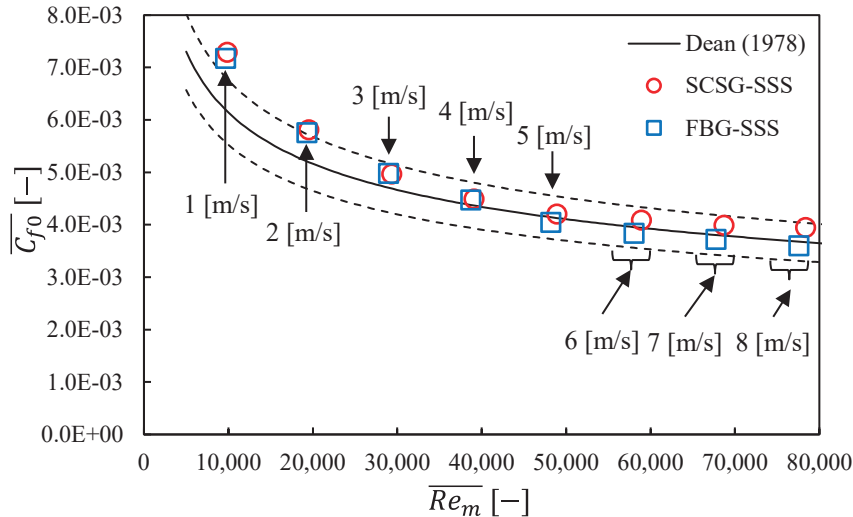 8.0E-03
7.0E-03
6.0E-03
5.0E-03
4.0E-03
3.0E-03
2.0E-03
1.0E-03
0.0E+00
C_{f0} [-]
Dean (1978)
SCSG-SSS
FBG-SSS
1 [m/s]
2 [m/s]
3 [m/s]
4 [m/s]
5 [m/s]
6 [m/s]
7 [m/s]
8 [m/s]
0 10,000 20,000 30,000 40,000 50,000 60,000 70,000 80,000
Re_m [-]